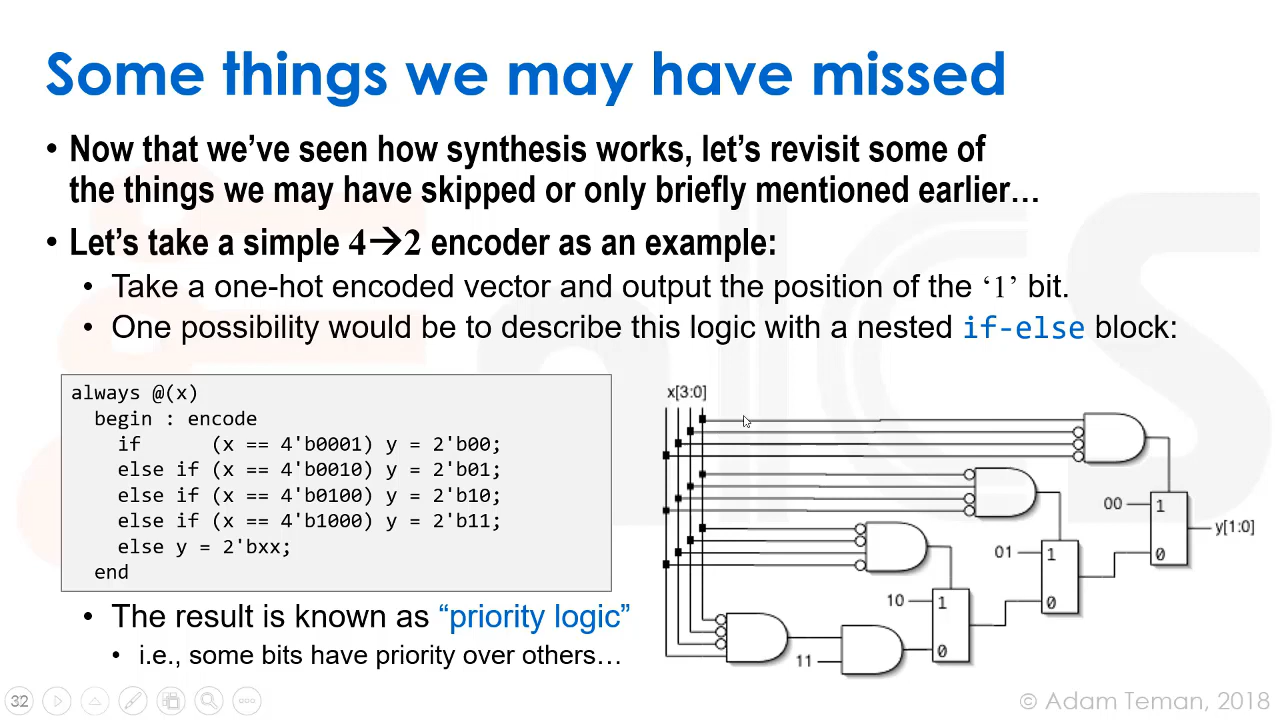 Some things we may have missed
• Now that we’ve seen how synthesis works, let’s revisit some of
the things we may have skipped or only briefly mentioned earlier…
• Let’s take a simple 4→2 encoder as an example:
• Take a one-hot encoded vector and output the position of the ‘1’ bit.
• One possibility would be to describe this logic with a nested if-else block:
always @(x)
begin : encode
if (x == 4'b0001) y = 2'b00;
else if (x == 4'b0010) y = 2'b01;
else if (x == 4'b0100) y = 2'b10;
else if (x == 4'b1000) y = 2'b11;
else y = 2'bxx;
end
• The result is known as “priority logic”
• i.e., some bits have priority over others…
x[3:0]
00
1
0
y[1:0]
01
1
0
10
1
0
11
32
© Adam Teman, 2018